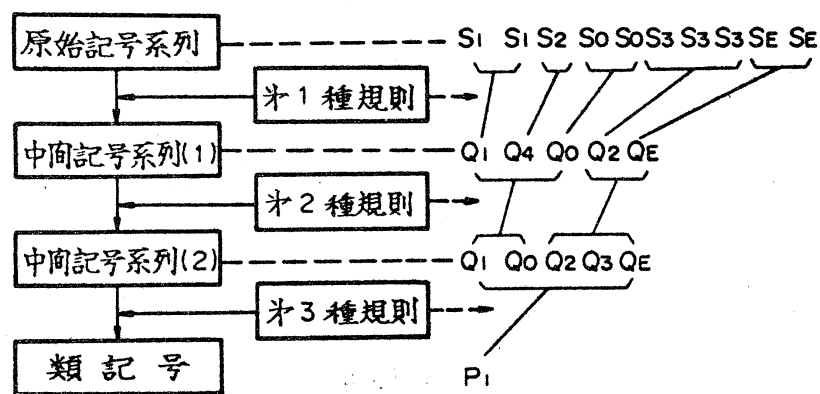 原始記号系列 S1 S1 S2 S0 S0 S3 S3 S3 SE SE
第1種規則
中間記号系列(1) Q1 Q4 Q0 Q2 QE
第2種規則
中間記号系列(2) Q1 Q0 Q2 Q3 QE
第3種規則
類記号 P1